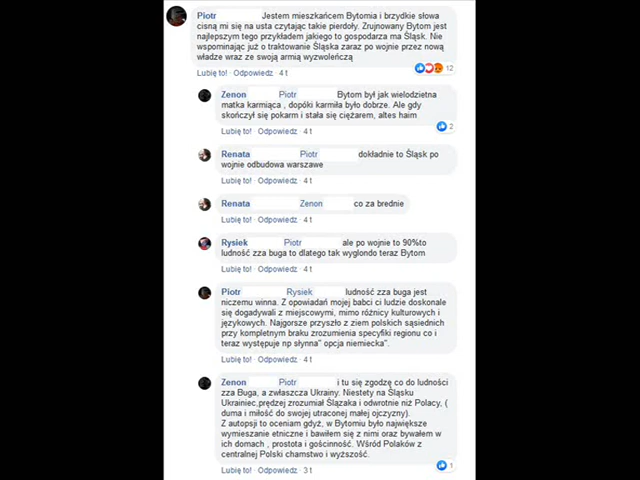 Piotr Jestem mieszkańcem Bytomia i brzydkie słowa
cisną mi się na usta czytając takie pierdoły. Zrujnowany Bytom jest
najlepszym tego przykładem jakiego to gospodarza ma Śląsk. Nie
wspominając już o traktowanie Śląska zaraz po wojnie przez nową
władze wraz ze swoją armią wyzwoleńczą
12
Lubię to! · Odpowiedz · 4 t
Zenon Piotr Bytom był jak wielodzietna
matka karmiąca , dopóki karmiła było dobrze. Ale gdy
skończył się pokarm i stała się ciężarem, altes haim
2
Lubię to! · Odpowiedz · 4 t
Renata Piotr dokładnie to Śląsk po
wojnie odbudowa warszawe
Lubię to! · Odpowiedz · 4 t
Renata Zenon co za brednie
Lubię to! · Odpowiedz · 4 t
Rysiek Piotr ale po wojnie to 90%to
ludność zza buga to dlatego tak wyglondo teraz Bytom
Lubię to! · Odpowiedz · 4 t
Piotr Rysiek ludność zza buga jest
niczemu winna. Z opowiadań mojej babci ci ludzie doskonale
się dogadywali z miejscowymi, mimo różnicy kulturowych i
językowych. Najgorsze przyszło z ziem polskich sąsiednich
przy kompletnym braku zrozumienia specyfiki regionu co i
teraz występuje np słynna" opcja niemiecka".
Lubię to! · Odpowiedz · 4 t
Zenon Piotr i tu się zgodzę co do ludności
zza Buga, a zwłaszcza Ukrainy. Niestety na Śląsku
Ukrainiec,prędzej zrozumiał Ślązaka i odwrotnie niż Polacy, (
duma i miłość do swojej utraconej małej ojczyzny).
Z autopsji to oceniam gdyż, w Bytomiu było największe
wymieszanie etniczne i bawiłem się z nimi oraz bywałem w
ich domach , prostota i gościnność. Wśród Polaków z
centralnej Polski chamstwo i wyższość.
1
Lubię to! · Odpowiedz · 3 t